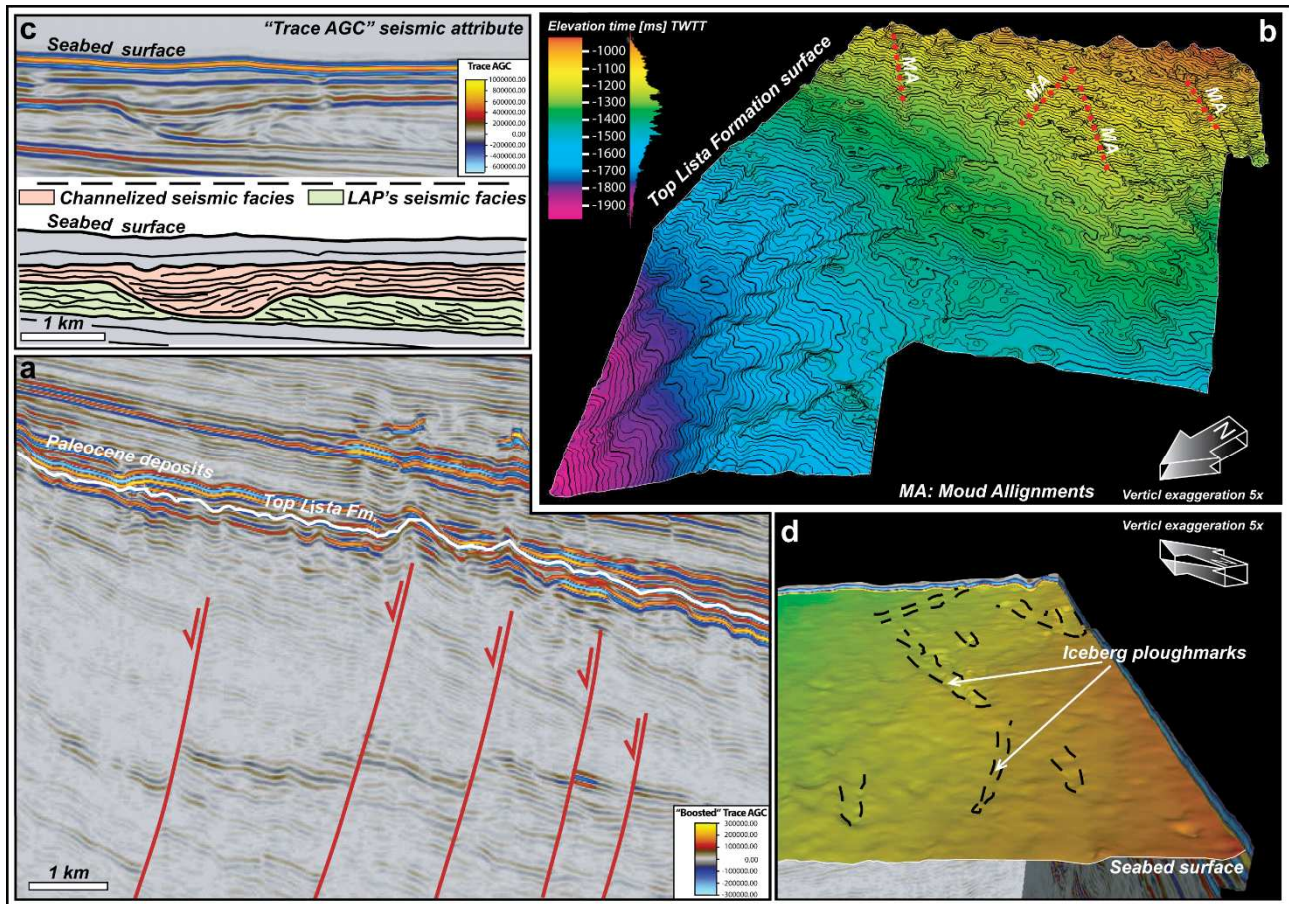 c
"Trace AGC" seismic attribute
Seabed surface
Trace AGC
1000000.00
800000.00
600000.00
400000.00
200000.00
0.00
-200000.00
-400000.00
-600000.00
Channelized seismic facies
LAP's seismic facies
Seabed surface
1 km
b
Elevation time [ms] TWTT
-1000
-1100
-1200
-1300
-1400
-1500
-1600
-1700
-1800
-1900
Top Lista Formation surface
MA
MA
MA
MA
N
MA: Moud Allignments
Verticl exaggeration 5x
a
Paleocene deposits
Top Lista Fm.
"Boosted" Trace AGC
300000.00
200000.00
100000.00
0.00
-100000.00
-200000.00
-300000.00
1 km
d
Verticl exaggeration 5x
Iceberg ploughmarks
Seabed surface